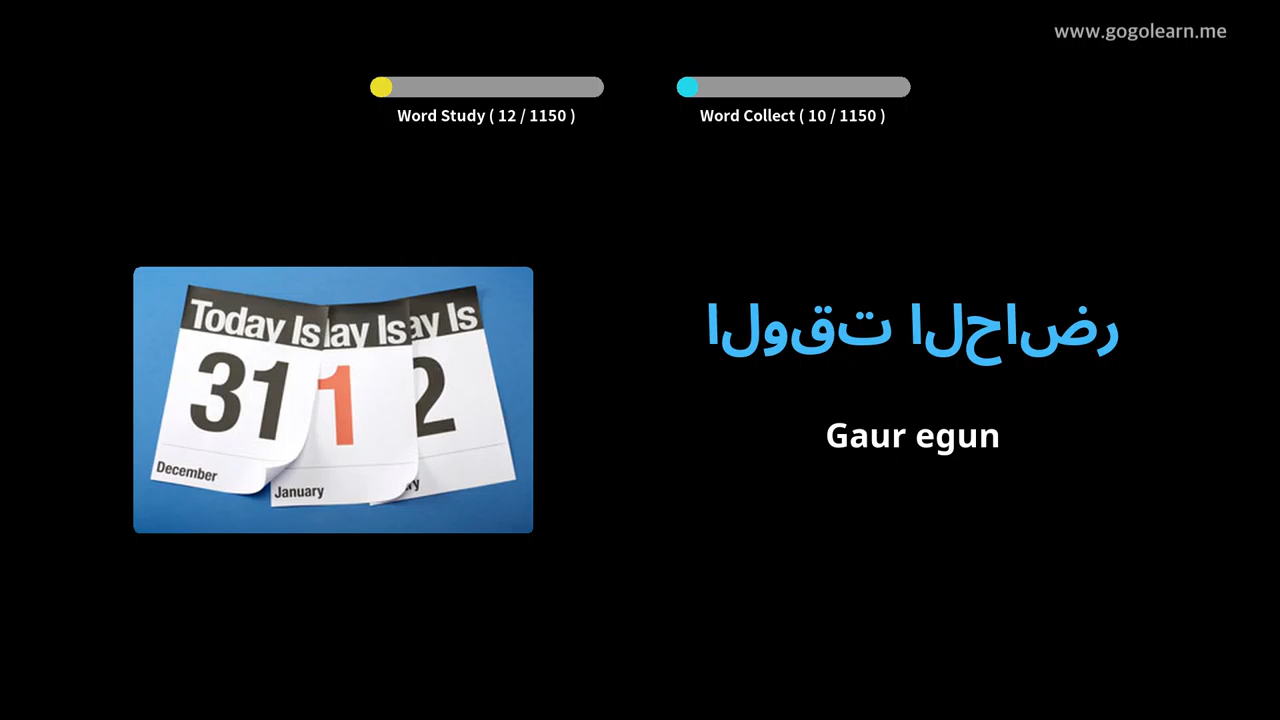 www.gogolearn.me
Word Study ( 12 / 1150 )
Word Collect ( 10 / 1150 )
Today Is
ay Is
ay Is
31
1
2
December
January
ry
الوقت الحاضر
Gaur egun